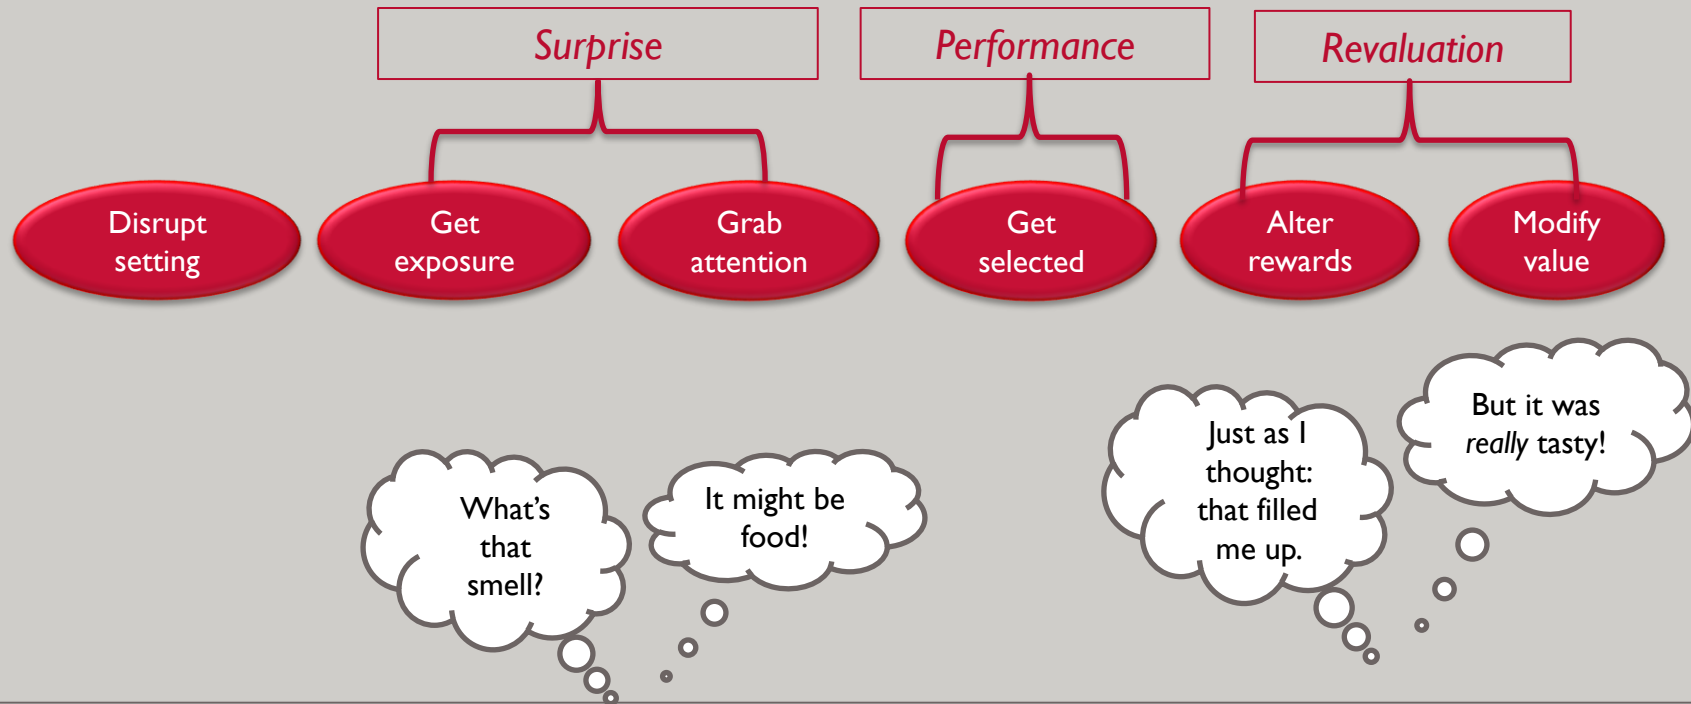 Surprise
Performance
Revaluation
Disrupt
setting
Get
exposure
Grab
attention
Get
selected
Alter
rewards
Modify
value
What's
that
smell?
It might be
food!
Just as I
thought:
that filled
me up.
But it was
really tasty!